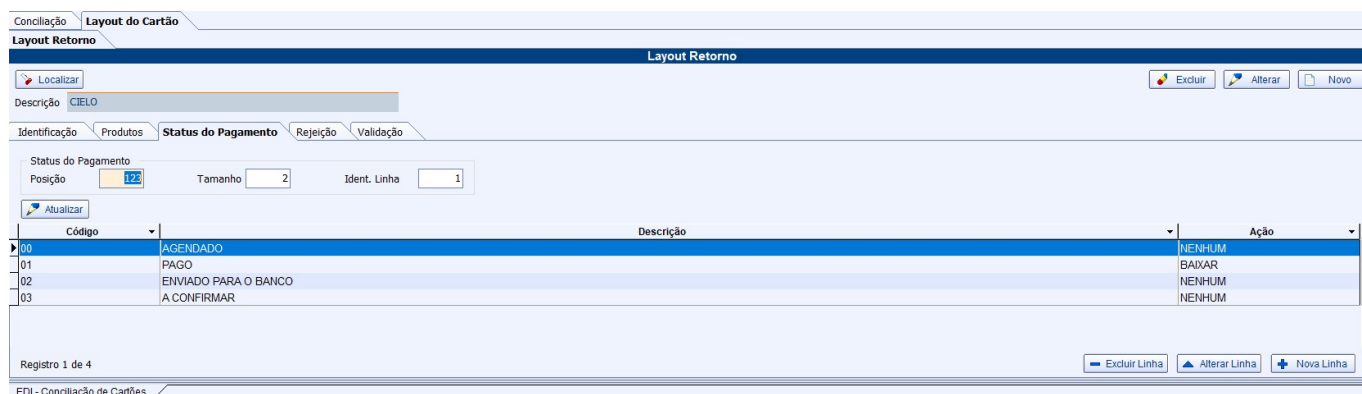 Conciliação Layout do Cartão
Layout Retorno
Layout Retorno
Localizar Excluir Alterar Novo
Descrição CIELO
Identificação Produtos Status do Pagamento Rejeição Validação
Status do Pagamento
Posição 123 Tamanho 2 Ident. Linha 1
Atualizar
Código Descrição Ação
00 AGENDADO NENHUM
01 PAGO BAIXAR
02 ENVIADO PARA O BANCO NENHUM
03 A CONFIRMAR NENHUM
Registro 1 de 4 Excluir Linha Alterar Linha Nova Linha
EDI - Conciliação de Cartões